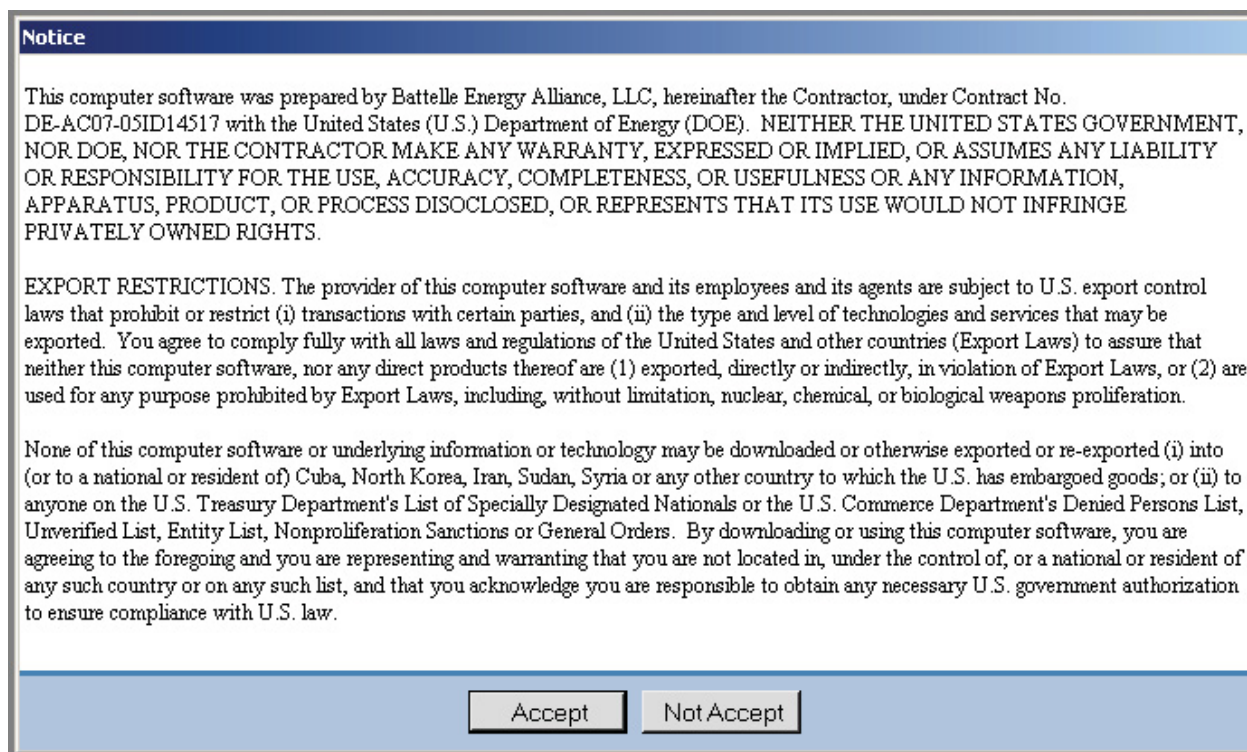 Notice
This computer software was prepared by Battelle Energy Alliance, LLC, hereinafter the Contractor, under Contract No.
DE-AC07-05ID14517 with the United States (U.S.) Department of Energy (DOE).  NEITHER THE UNITED STATES GOVERNMENT,
NOR DOE, NOR THE CONTRACTOR MAKE ANY WARRANTY, EXPRESSED OR IMPLIED, OR ASSUMES ANY LIABILITY
OR RESPONSIBILITY FOR THE USE, ACCURACY, COMPLETENESS, OR USEFULNESS OR ANY INFORMATION,
APPARATUS, PRODUCT, OR PROCESS DISOCLOSED, OR REPRESENTS THAT ITS USE WOULD NOT INFRINGE
PRIVATELY OWNED RIGHTS.
EXPORT RESTRICTIONS. The provider of this computer software and its employees and its agents are subject to U.S. export control
laws that prohibit or restrict (i) transactions with certain parties, and (ii) the type and level of technologies and services that may be
exported.  You agree to comply fully with all laws and regulations of the United States and other countries (Export Laws) to assure that
neither this computer software, nor any direct products thereof are (1) exported, directly or indirectly, in violation of Export Laws, or (2) are
used for any purpose prohibited by Export Laws, including, without limitation, nuclear, chemical, or biological weapons proliferation.
None of this computer software or underlying information or technology may be downloaded or otherwise exported or re-exported (i) into
(or to a national or resident of) Cuba, North Korea, Iran, Sudan, Syria or any other country to which the U.S. has embargoed goods; or (ii) to
anyone on the U.S. Treasury Department's List of Specially Designated Nationals or the U.S. Commerce Department's Denied Persons List,
Unverified List, Entity List, Nonproliferation Sanctions or General Orders.  By downloading or using this computer software, you are
agreeing to the foregoing and you are representing and warranting that you are not located in, under the control of, or a national or resident of
any such country or on any such list, and that you acknowledge you are responsible to obtain any necessary U.S. government authorization
to ensure compliance with U.S. law.
Accept
Not Accept